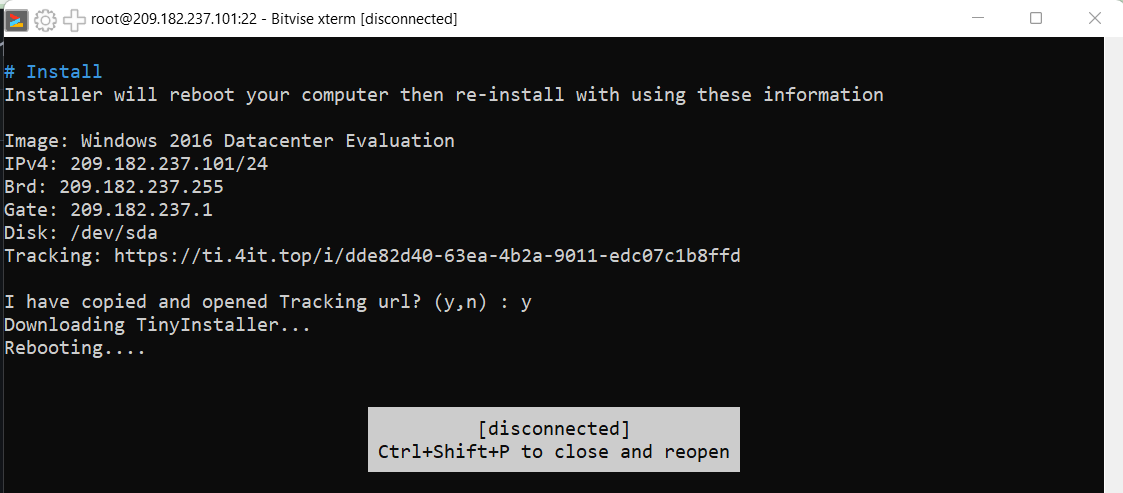 root@209.182.237.101:22 - Bitvise xterm [disconnected]
# Install
Installer will reboot your computer then re-install with using these information
Image: Windows 2016 Datacenter Evaluation
IPv4: 209.182.237.101/24
Brd: 209.182.237.255
Gate: 209.182.237.1
Disk: /dev/sda
Tracking: https://ti.4it.top/i/dde82d40-63ea-4b2a-9011-edc07c1b8ffd
I have copied and opened Tracking url? (y,n) : y
Downloading TinyInstaller...
Rebooting....
[disconnected]
Ctrl+Shift+P to close and reopen